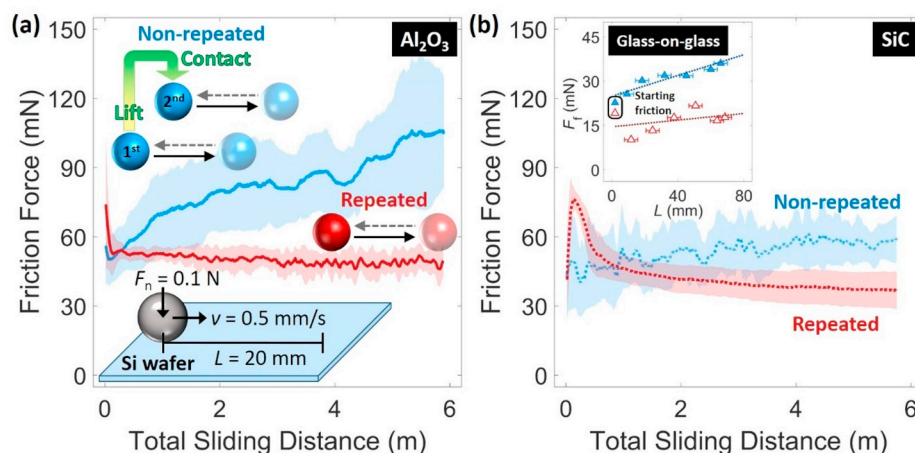 (a)
Al₂O₃
Friction Force (mN)
150
120
90
60
30
0
Non-repeated
Contact
Lift
2nd
1st
Repeated
Fn = 0.1 N
v = 0.5 mm/s
L = 20 mm
Si wafer
0 2 4 6
Total Sliding Distance (m)
(b)
SiC
Friction Force (mN)
150
120
90
60
30
0
Glass-on-glass
Ff (mN)
45
30
15
0
Starting
friction
0 40 80
L (mm)
Non-repeated
Repeated
0 2 4 6
Total Sliding Distance (m)